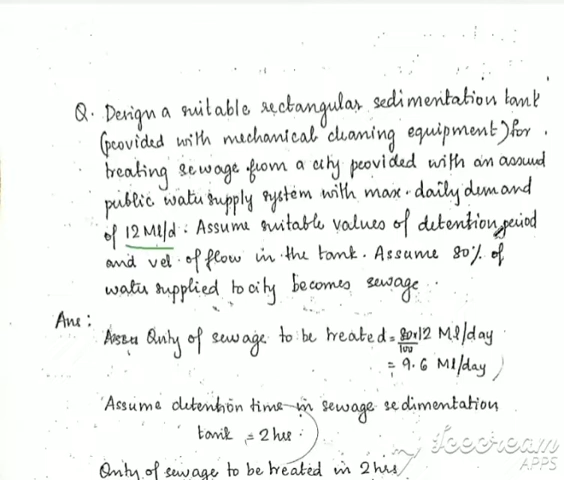 Q. Design a suitable rectangular sedimentation tank
(provided with mechanical cleaning equipment) for
treating sewage from a city provided with an assured
public water supply system with max. daily demand
of 12 Ml/d. Assume suitable values of detention period
and vel. of flow in the tank. Assume 80% of
water supplied to city becomes sewage.
Ans:
Qnty of sewage to be treated = 80×12/100 Ml/day
= 9.6 Ml/day
Assume detention time in sewage sedimentation
tank = 2 hrs.
Qnty of sewage to be treated in 2 hrs
Icecream
APPS